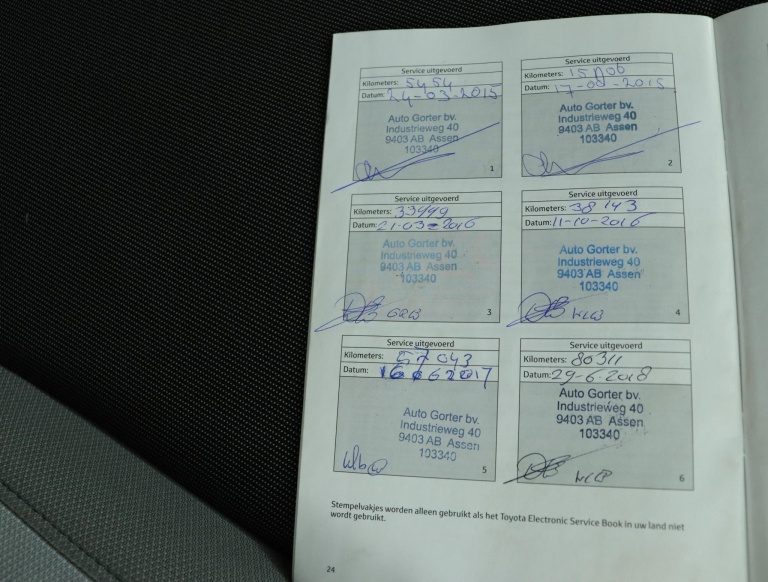 Service uitgevoerd
Kilometers: 5454
Datum: 24-03-2015
Auto Gorter bv.
Industrieweg 40
9403 AB Assen
103340
1
Service uitgevoerd
Kilometers:
Datum: 2015
Auto Gorter bv.
Industrieweg 40
9403 AB Assen
103340
2
Service uitgevoerd
Kilometers:
Datum: 21-03-2016
Auto Gorter bv.
Industrieweg 40
9403 AB Assen
103340
3
Service uitgevoerd
Kilometers: 38143
Datum: 11-10-2016
Auto Gorter bv.
Industrieweg 40
9403 AB Assen
103340
4
Service uitgevoerd
Kilometers: 57043
Datum: 2017
Auto Gorter bv.
Industrieweg 40
9403 AB Assen
103340
5
Service uitgevoerd
Kilometers: 80311
Datum: 29-6-2018
Auto Gorter bv.
Industrieweg 40
9403 AB Assen
103340
6
Stempelvakjes worden alleen gebruikt als het Toyota Electronic Service Book in uw land niet
wordt gebruikt.
24